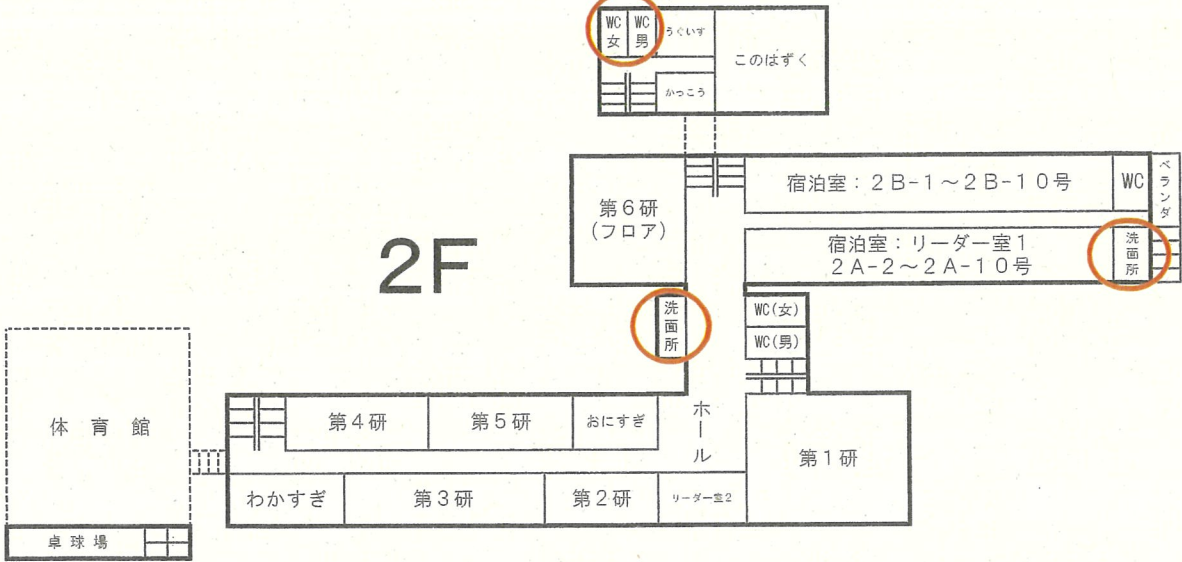 WC
女
WC
男
うぐいす
このはずく
かっこう
第6研
(フロア)
宿泊室：２Ｂ-１～２Ｂ-１０号
WC
ベランダ
宿泊室：リーダー室１
２Ａ-２～２Ａ-１０号
洗面所
2F
洗面所
WC(女)
WC(男)
体育館
第4研
第5研
おにすぎ
ホール
第1研
わかすぎ
第3研
第2研
リーダー室2
卓球場